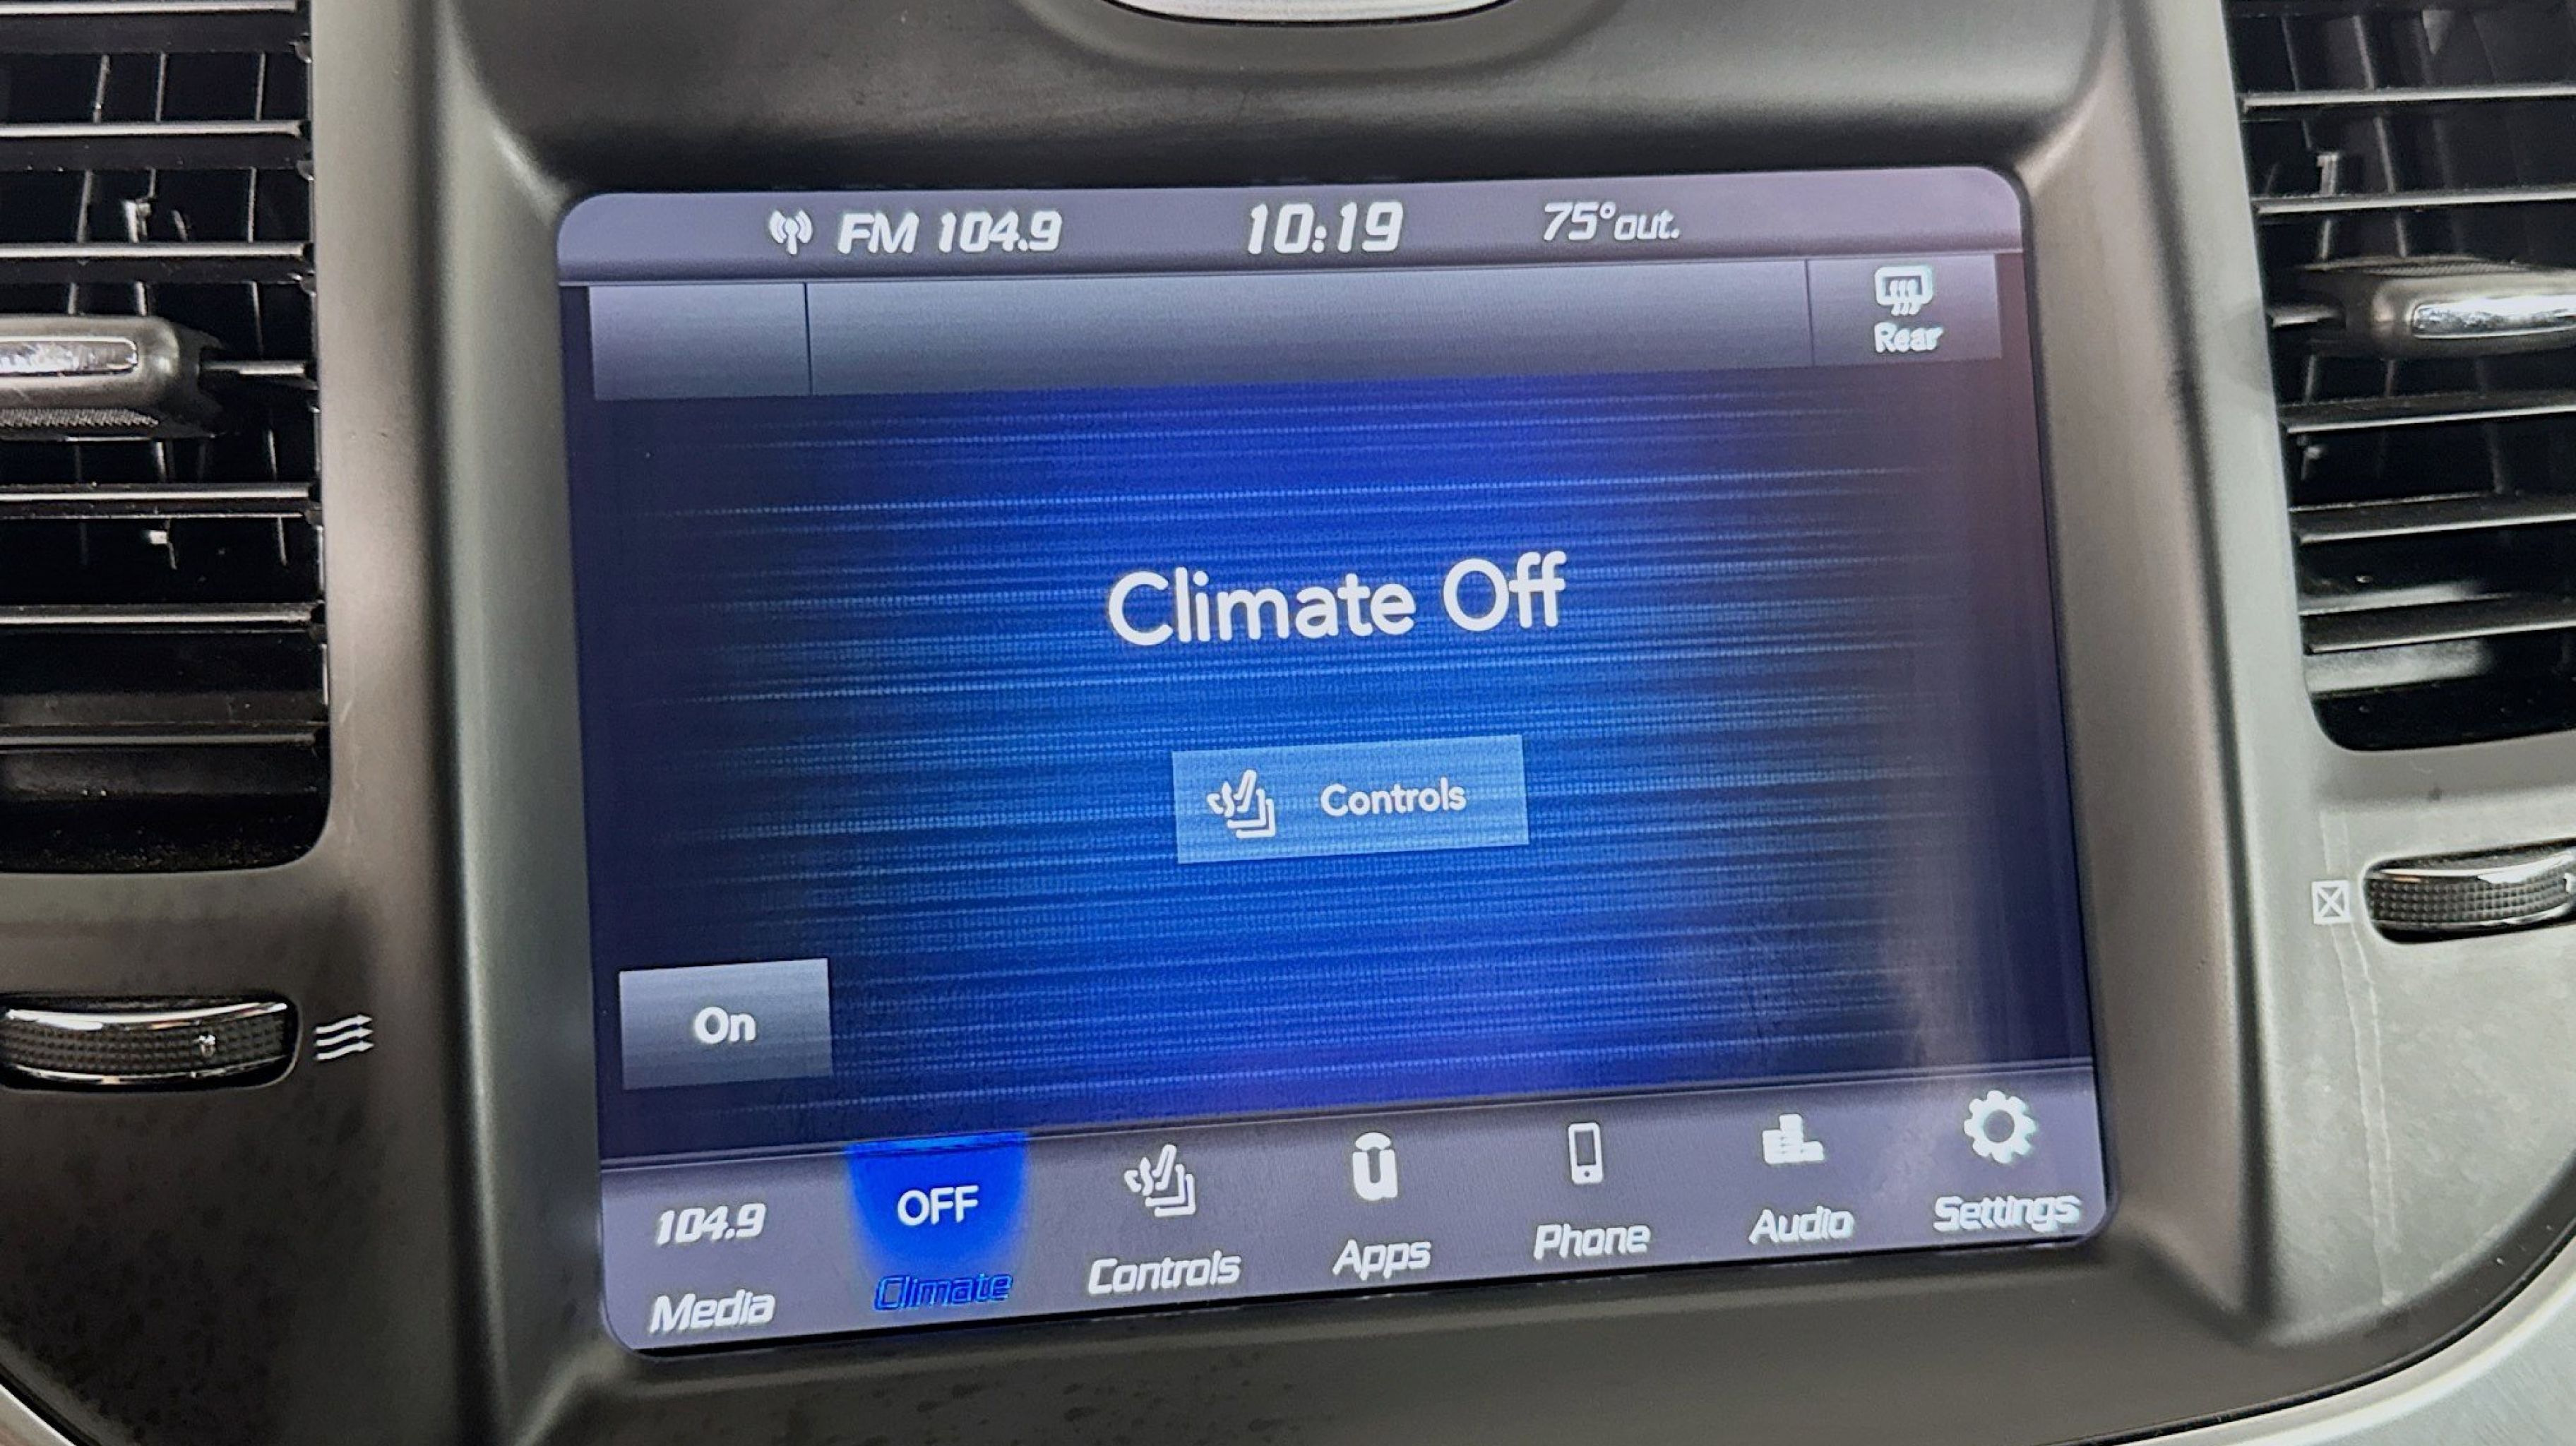 FM 104.9 10:19 75°out.
Rear
Climate Off
Controls
On
104.9 OFF
Media Climate Controls Apps Phone Audio Settings